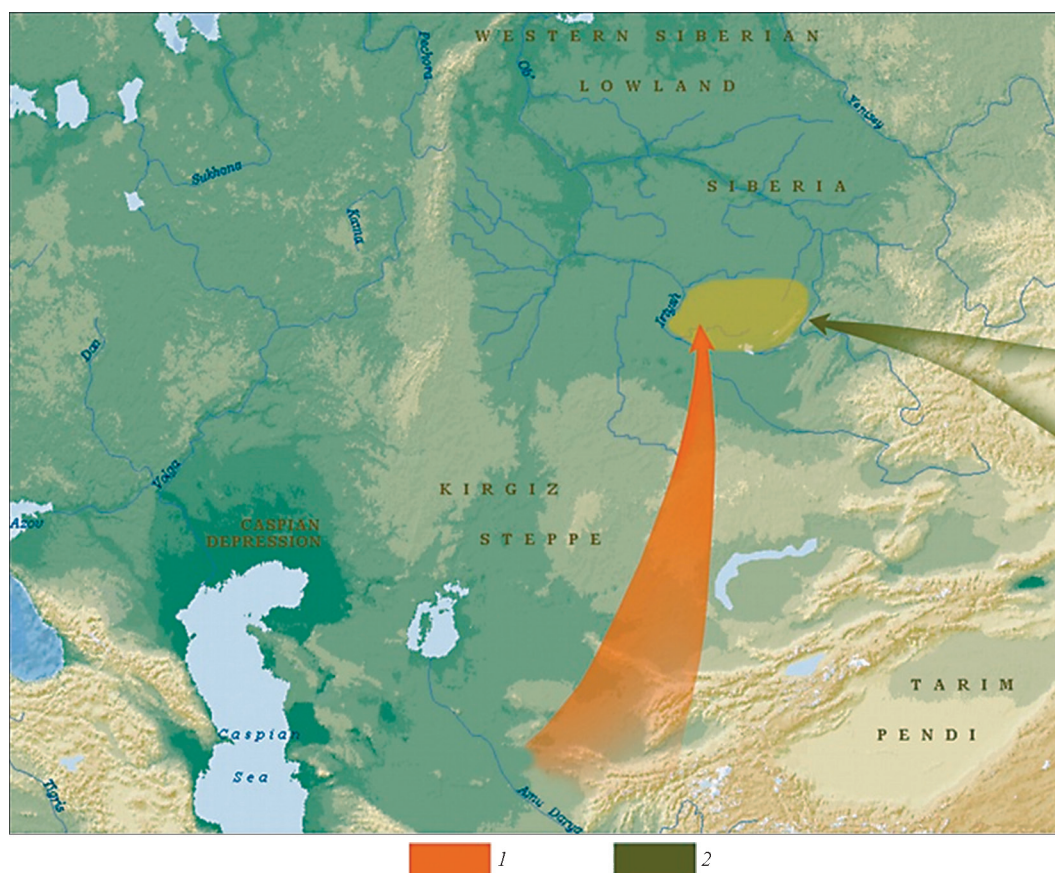 WESTERN SIBERIAN
LOWLAND
Pechora
Ob'
Yenisey
Sukhona
SIBERIA
Kama
Irtysh
Don
Volga
KIRGIZ
STEPPE
Azov
CASPIAN
DEPRESSION
TARIM
PENDI
Caspian
Sea
Tigris
Amu Darya
1
2